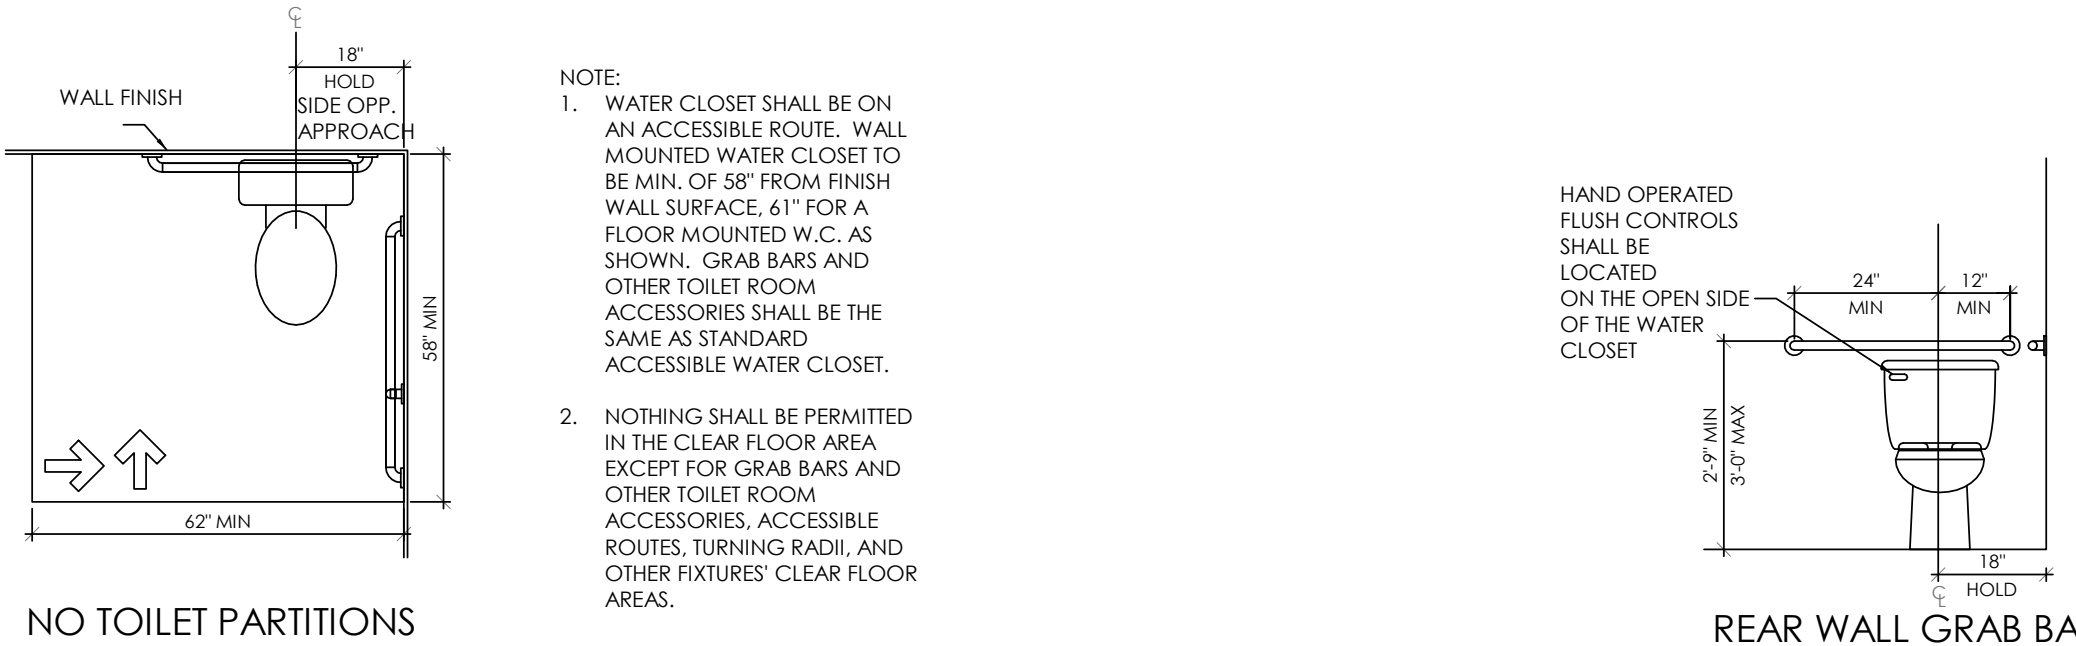 ℄
18"
HOLD
SIDE OPP.
APPROACH
WALL FINISH
58" MIN
62" MIN
NO TOILET PARTITIONS
NOTE:
1. WATER CLOSET SHALL BE ON
AN ACCESSIBLE ROUTE. WALL
MOUNTED WATER CLOSET TO
BE MIN. OF 58" FROM FINISH
WALL SURFACE, 61" FOR A
FLOOR MOUNTED W.C. AS
SHOWN. GRAB BARS AND
OTHER TOILET ROOM
ACCESSORIES SHALL BE THE
SAME AS STANDARD
ACCESSIBLE WATER CLOSET.
2. NOTHING SHALL BE PERMITTED
IN THE CLEAR FLOOR AREA
EXCEPT FOR GRAB BARS AND
OTHER TOILET ROOM
ACCESSORIES, ACCESSIBLE
ROUTES, TURNING RADII, AND
OTHER FIXTURES' CLEAR FLOOR
AREAS.
HAND OPERATED
FLUSH CONTROLS
SHALL BE
LOCATED
ON THE OPEN SIDE
OF THE WATER
CLOSET
24"
MIN
12"
MIN
2'-9" MIN
3'-0" MAX
18"
HOLD
℄
REAR WALL GRAB BA